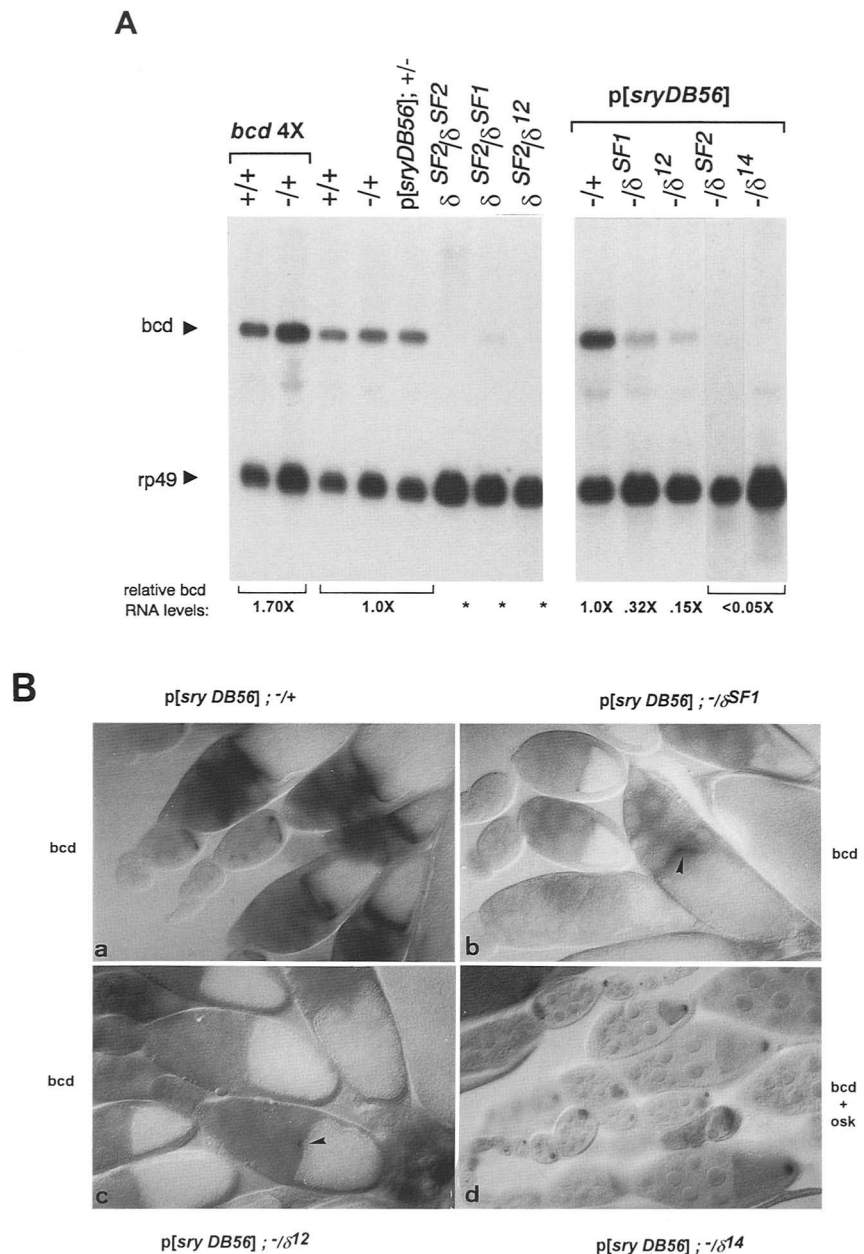 A
bcd 4X
p[sryDB56]
+/+
-/+
+/+
-/+
p[sryDB56]; +/-
δ SF2/δ SF2
δ SF2/δ SF1
δ SF2/δ 12
-/+
-/δ SF1
-/δ 12
-/δ SF2
-/δ 14
bcd
rp49
relative bcd
RNA levels:
1.70X
1.0X
*
*
*
1.0X
.32X
.15X
<0.05X
B
p[sry DB56] ; -/+
p[sry DB56] ; -/δSF1
bcd
a
b
bcd
bcd
c
d
bcd
+
osk
p[sry DB56] ; -/δ12
p[sry DB56] ; -/δ14